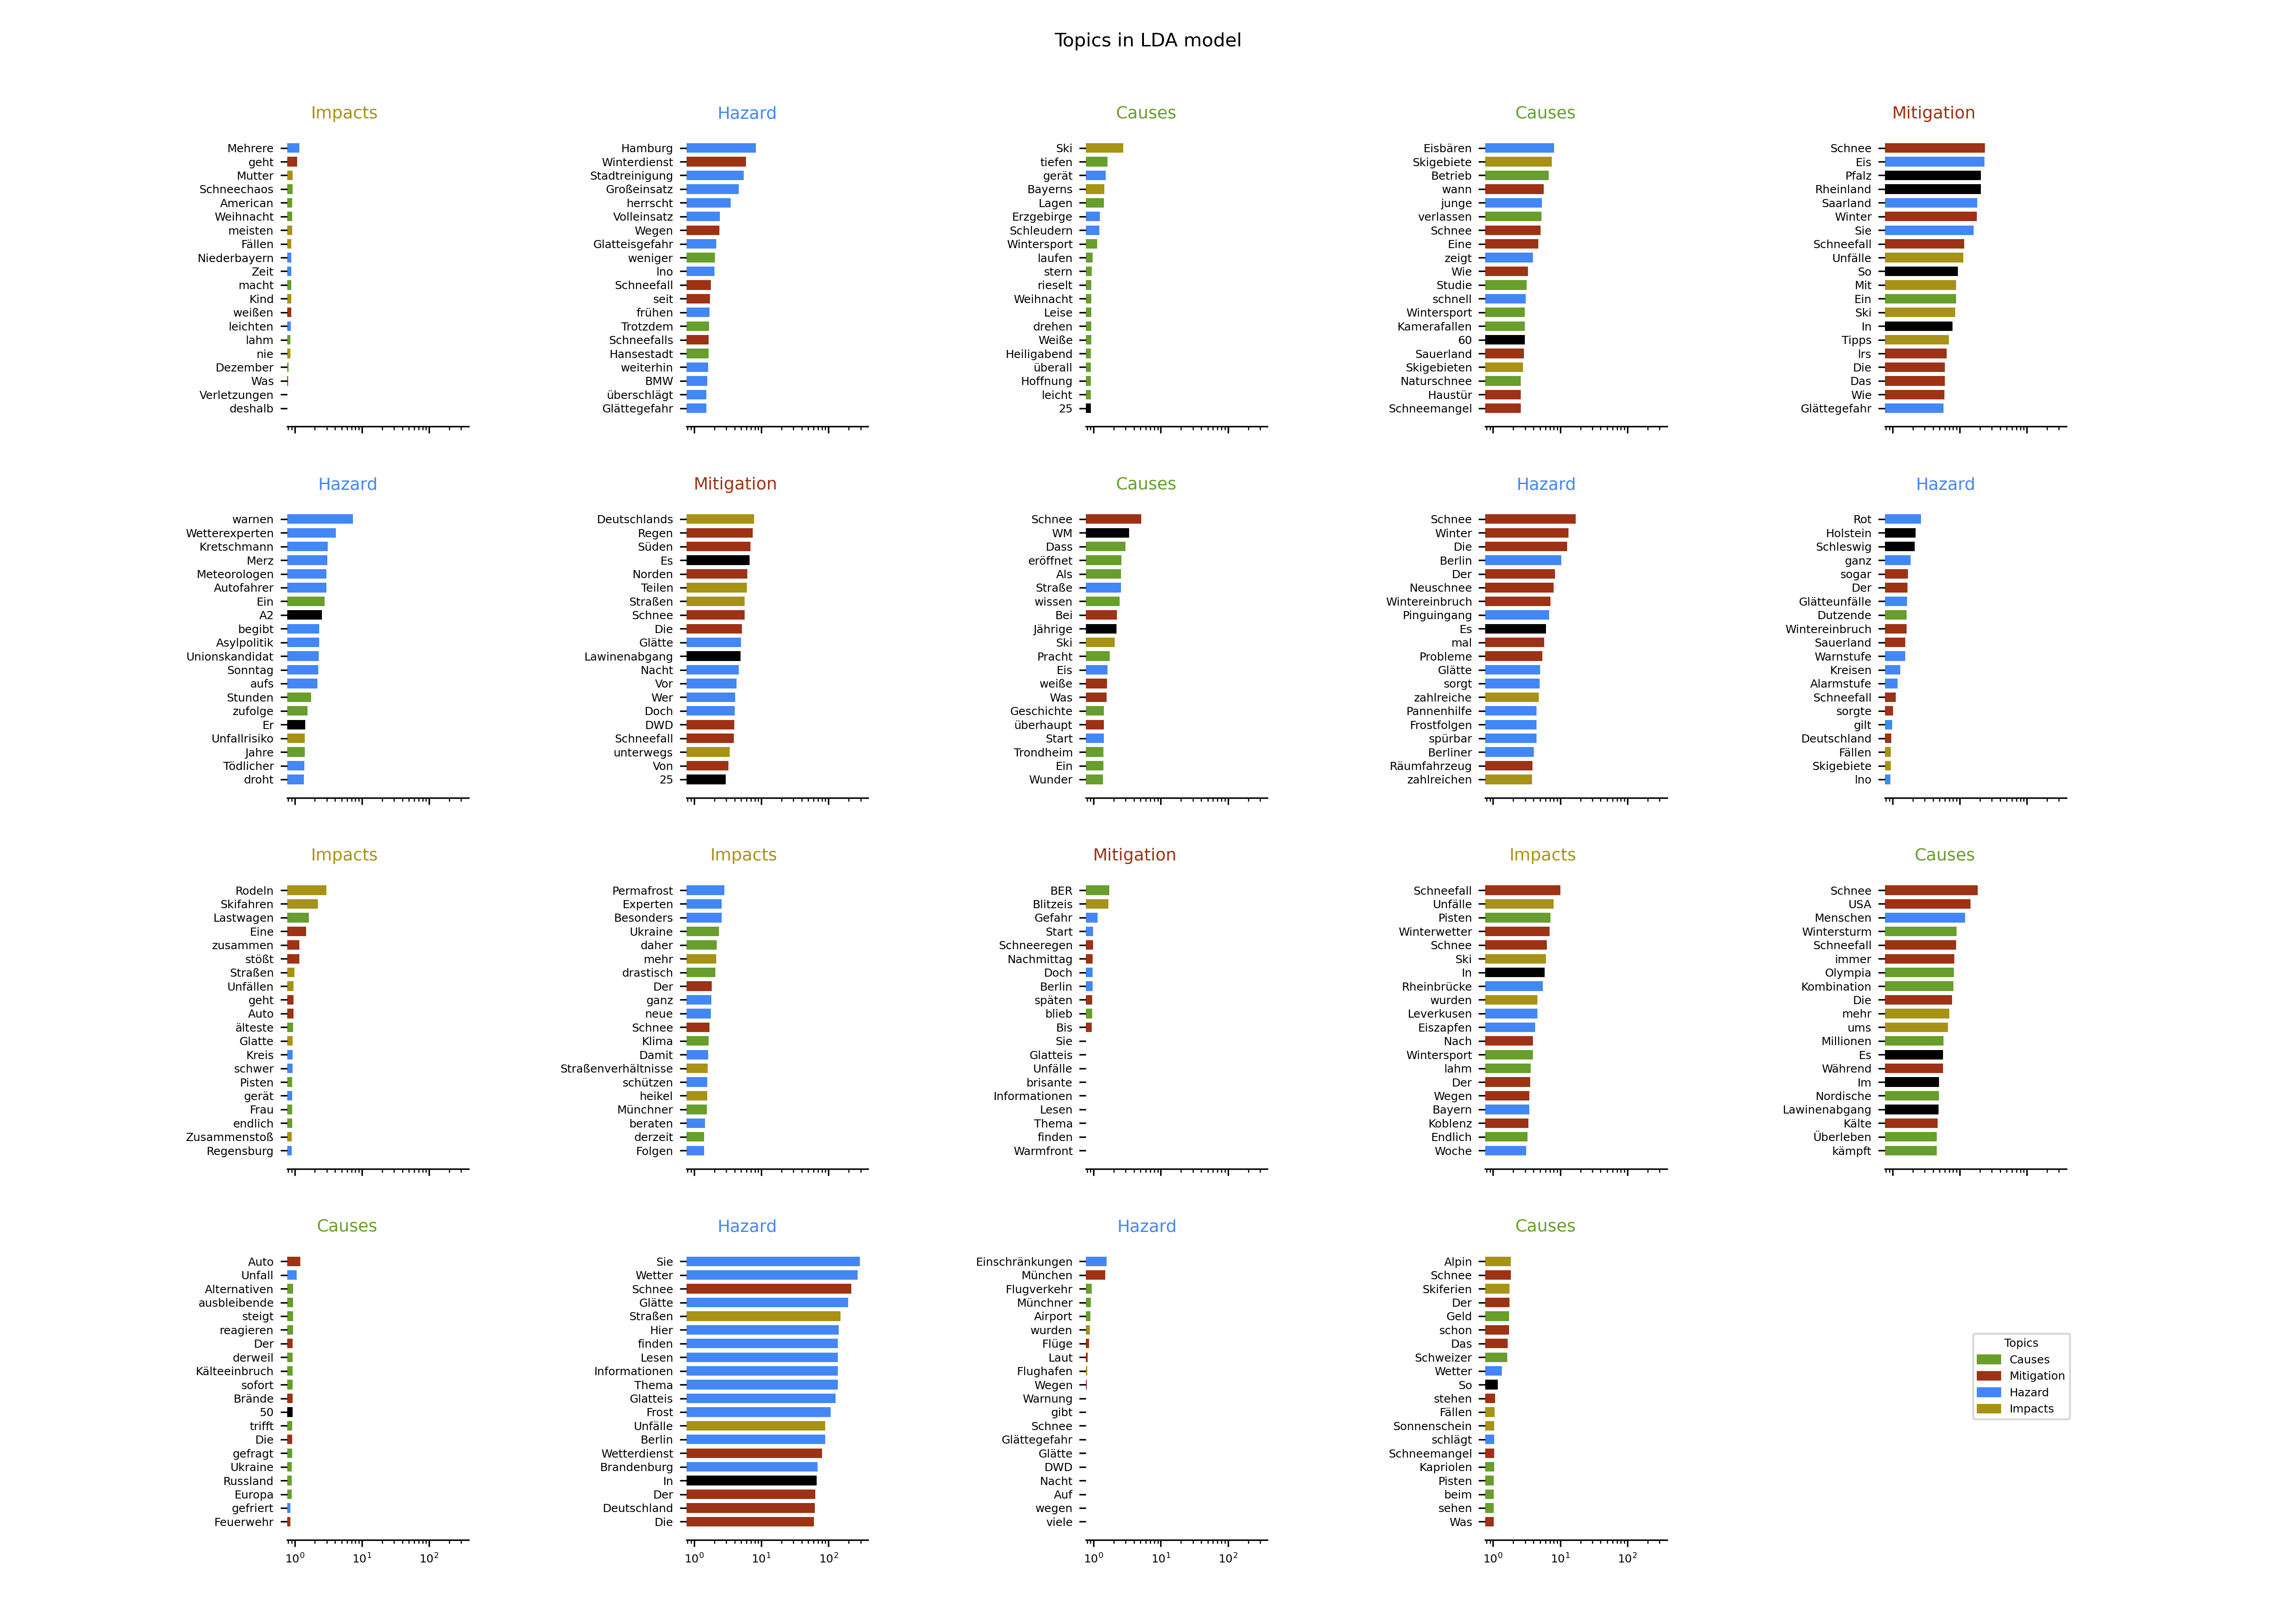 Topics in LDA model
Impacts
Mehrere
geht
Mutter
Schneechaos
American
Weihnacht
meisten
Fällen
Niederbayern
Zeit
macht
Kind
weißen
leichten
lahm
nie
Dezember
Was
Verletzungen
deshalb
Hazard
Hamburg
Winterdienst
Stadtreinigung
Großeinsatz
herrscht
Volleinsatz
Wegen
Glatteisgefahr
weniger
lno
Schneefall
seit
frühen
Trotzdem
Schneefalls
Hansestadt
weiterhin
BMW
überschlägt
Glättegefahr
Causes
Ski
tiefen
gerät
Bayerns
Lagen
Erzgebirge
Schleudern
Wintersport
laufen
stern
rieselt
Weihnacht
Leise
drehen
Weiße
Heiligabend
überall
Hoffnung
leicht
25
Causes
Eisbären
Skigebiete
Betrieb
wann
junge
verlassen
Schnee
Eine
zeigt
Wie
Studie
schnell
Wintersport
Kamerafallen
60
Sauerland
Skigebieten
Naturschnee
Haustür
Schneemangel
Mitigation
Schnee
Eis
Pfalz
Rheinland
Saarland
Winter
Sie
Schneefall
Unfälle
So
Mit
Ein
Ski
In
Tipps
lrs
Die
Das
Wie
Glättegefahr
Hazard
warnen
Wetterexperten
Kretschmann
Merz
Meteorologen
Autofahrer
Ein
A2
begibt
Asylpolitik
Unionskandidat
Sonntag
aufs
Stunden
zufolge
Er
Unfallrisiko
Jahre
Tödlicher
droht
Mitigation
Deutschlands
Regen
Süden
Es
Norden
Teilen
Straßen
Schnee
Die
Glätte
Lawinenabgang
Nacht
Vor
Wer
Doch
DWD
Schneefall
unterwegs
Von
25
Causes
Schnee
WM
Dass
eröffnet
Als
Straße
wissen
Bei
Jährige
Ski
Pracht
Eis
weiße
Was
Geschichte
überhaupt
Start
Trondheim
Ein
Wunder
Hazard
Schnee
Winter
Die
Berlin
Der
Neuschnee
Wintereinbruch
Pinguingang
Es
mal
Probleme
Glätte
sorgt
zahlreiche
Pannenhilfe
Frostfolgen
spürbar
Berliner
Räumfahrzeug
zahlreichen
Hazard
Rot
Holstein
Schleswig
ganz
sogar
Der
Glätteunfälle
Dutzende
Wintereinbruch
Sauerland
Warnstufe
Kreisen
Alarmstufe
Schneefall
sorgte
gilt
Deutschland
Fällen
Skigebiete
lno
Impacts
Rodeln
Skifahren
Lastwagen
Eine
zusammen
stößt
Straßen
Unfällen
geht
Auto
älteste
Glatte
Kreis
schwer
Pisten
gerät
Frau
endlich
Zusammenstoß
Regensburg
Impacts
Permafrost
Experten
Besonders
Ukraine
daher
mehr
drastisch
Der
ganz
neue
Schnee
Klima
Damit
Straßenverhältnisse
schützen
heikel
Münchner
beraten
derzeit
Folgen
Mitigation
BER
Blitzeis
Gefahr
Start
Schneeregen
Nachmittag
Doch
Berlin
späten
blieb
Bis
Sie
Glatteis
Unfälle
brisante
Informationen
Lesen
Thema
finden
Warmfront
Impacts
Schneefall
Unfälle
Pisten
Winterwetter
Schnee
Ski
In
Rheinbrücke
wurden
Leverkusen
Eiszapfen
Nach
Wintersport
lahm
Der
Wegen
Bayern
Koblenz
Endlich
Woche
Causes
Schnee
USA
Menschen
Wintersturm
Schneefall
immer
Olympia
Kombination
Die
mehr
ums
Millionen
Es
Während
Im
Nordische
Lawinenabgang
Kälte
Überleben
kämpft
Causes
Auto
Unfall
Alternativen
ausbleibende
steigt
reagieren
Der
derweil
Kälteeinbruch
sofort
Brände
50
trifft
Die
gefragt
Ukraine
Russland
Europa
gefriert
Feuerwehr
10⁰ 10¹ 10²
Hazard
Sie
Wetter
Schnee
Glätte
Straßen
Hier
finden
Lesen
Informationen
Thema
Glatteis
Frost
Unfälle
Berlin
Wetterdienst
Brandenburg
In
Der
Deutschland
Die
10⁰ 10¹ 10²
Hazard
Einschränkungen
München
Flugverkehr
Münchner
Airport
wurden
Flüge
Laut
Flughafen
Wegen
Warnung
gibt
Schnee
Glättegefahr
Glätte
DWD
Nacht
Auf
wegen
viele
10⁰ 10¹ 10²
Causes
Alpin
Schnee
Skiferien
Der
Geld
schon
Das
Schweizer
Wetter
So
stehen
Fällen
Sonnenschein
schlägt
Schneemangel
Kapriolen
Pisten
beim
sehen
Was
10⁰ 10¹ 10²
Topics
Causes
Mitigation
Hazard
Impacts